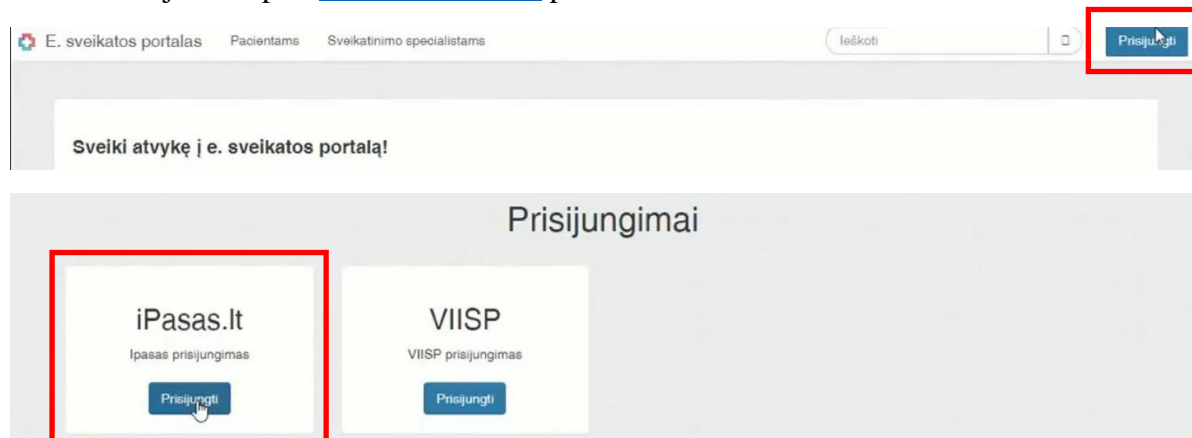 E. sveikatos portalas Pacientams Sveikatinimo specialistams Ieškoti Prisijungti
Sveiki atvykę į e. sveikatos portalą!
Prisijungimai
iPasas.lt VIISP
Ipasas prisijungimas VIISP prisijungimas
Prisijungti Prisijungti